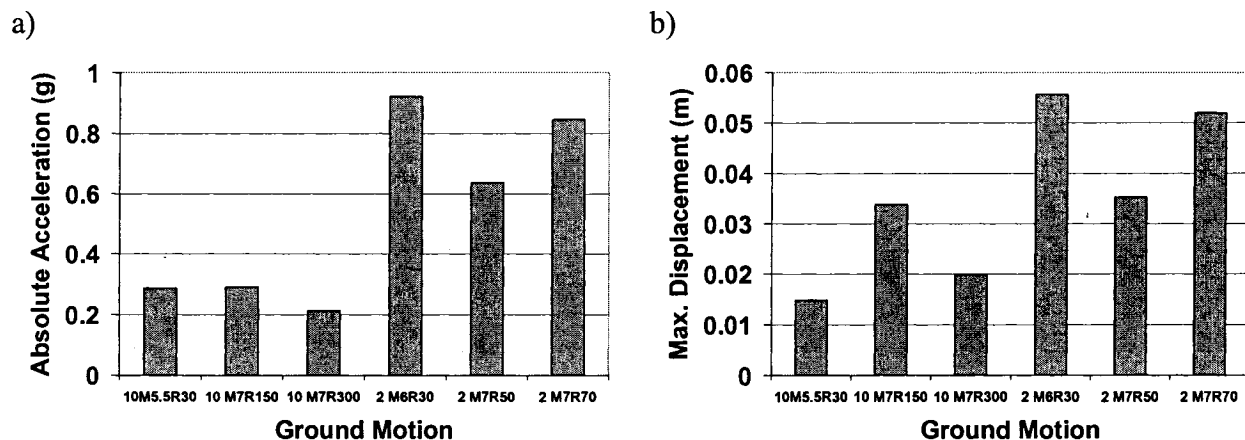 a)
Absolute Acceleration (g)
1
0.8
0.6
0.4
0.2
0
10M5.5R30 10 M7R150 10 M7R300 2 M6R30 2 M7R50 2 M7R70
Ground Motion
b)
Max. Displacement (m)
0.06
0.05
0.04
0.03
0.02
0.01
0
10M5.5R30 10 M7R150 10 M7R300 2 M6R30 2 M7R50 2 M7R70
Ground Motion